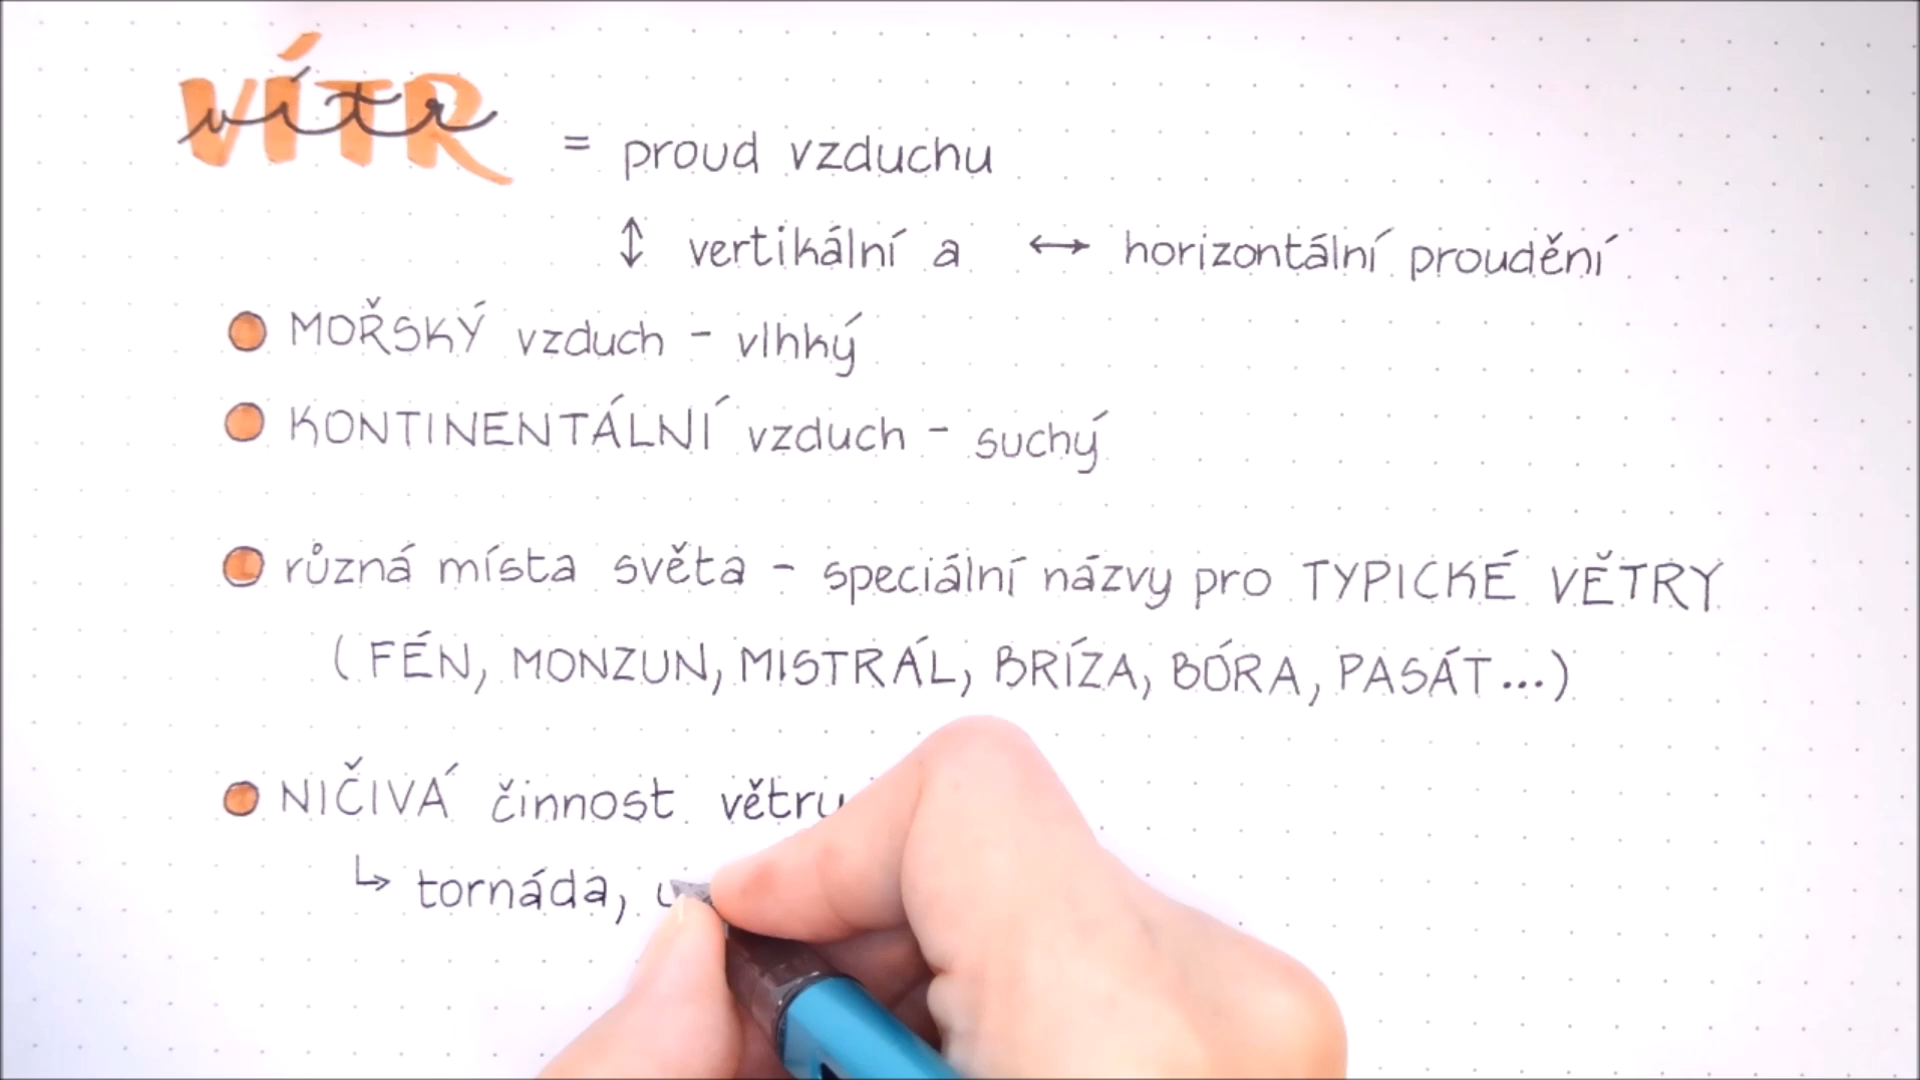 VÍTR vítr = proud vzduchu
↕ vertikální a ↔ horizontální proudění
MOŘSKÝ vzduch - vlhký
KONTINENTÁLNÍ vzduch - suchý
různá místa světa - speciální názvy pro TYPICKÉ VĚTRY
(FÉN, MONZUN, MISTRÁL, BRÍZA, BÓRA, PASÁT...)
NIČIVÁ činnost větru
↳ tornáda,